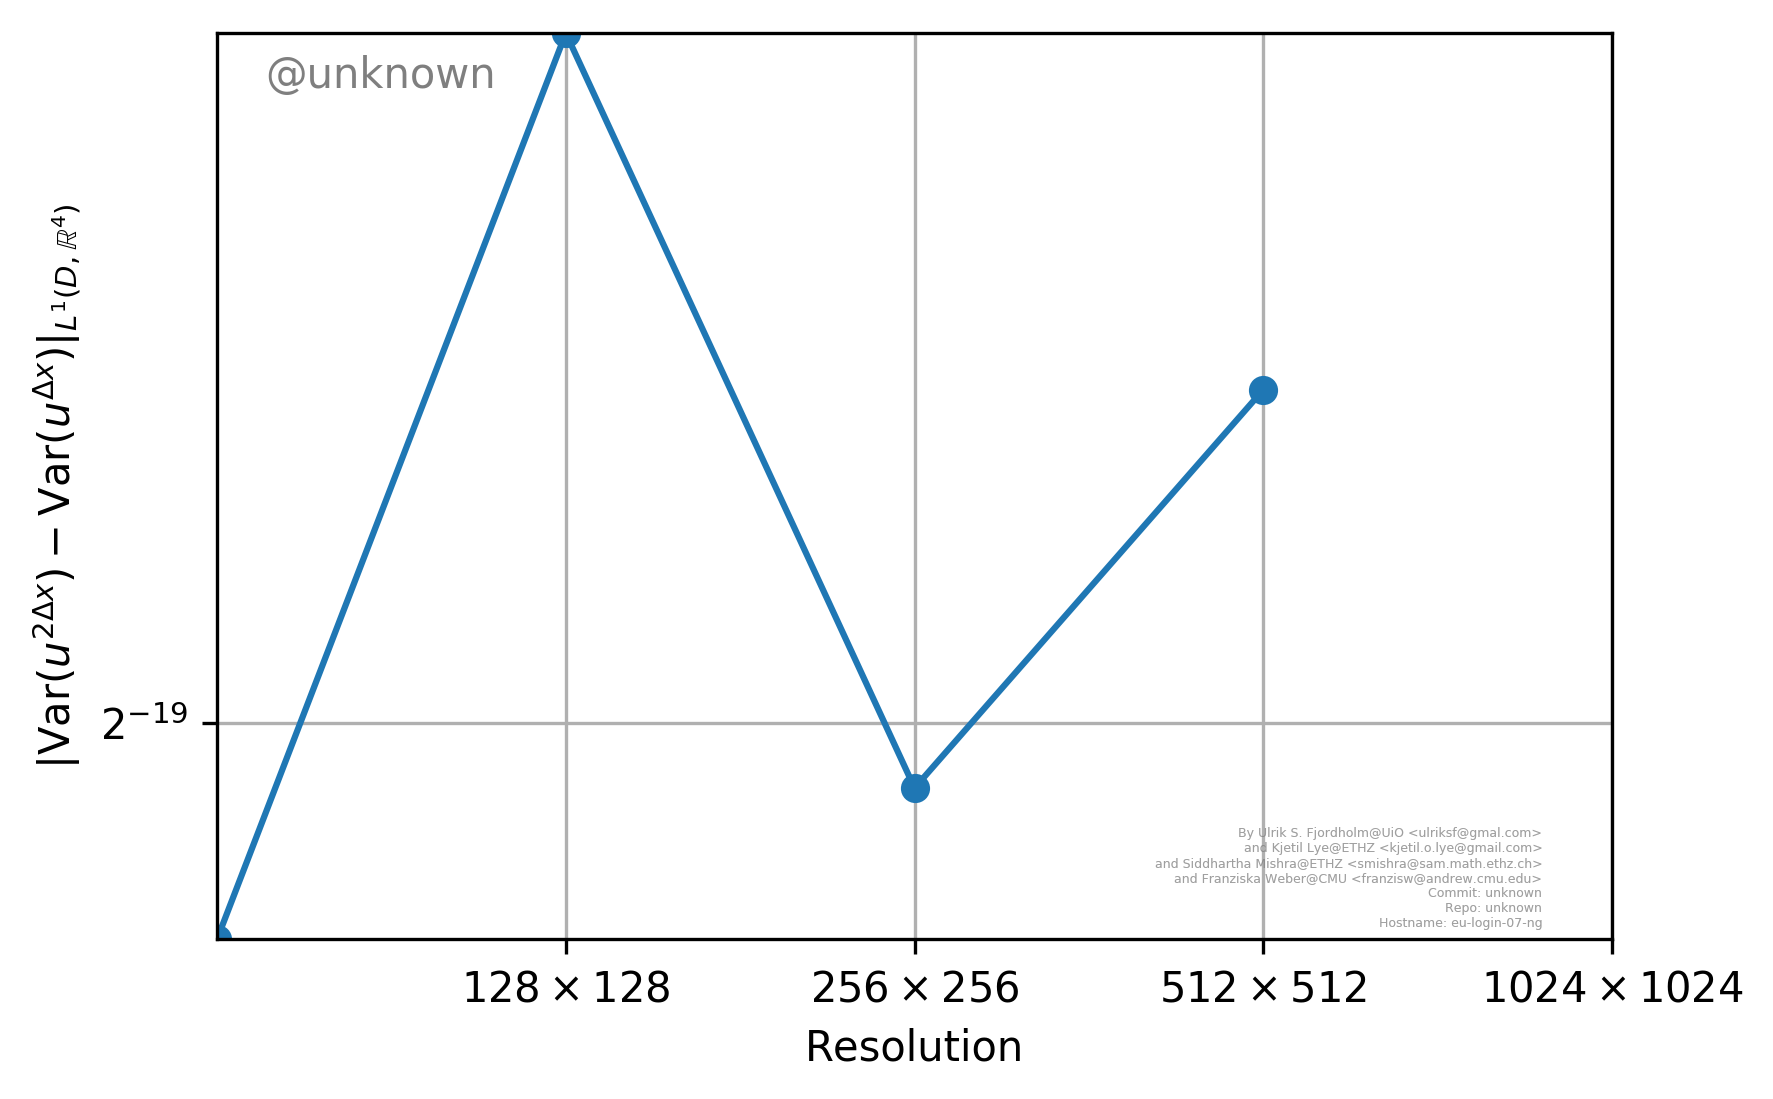 @unknown
|Var(u^{2Δx}) − Var(u^{Δx})|_{L^1(D, ℝ^4)}
2^{−19}
By Ulrik S. Fjordholm@UiO <ulriksf@gmal.com>
and Kjetil Lye@ETHZ <kjetil.o.lye@gmail.com>
and Siddhartha Mishra@ETHZ <smishra@sam.math.ethz.ch>
and Franziska Weber@CMU <franzisw@andrew.cmu.edu>
Commit: unknown
Repo: unknown
Hostname: eu-login-07-ng
128 × 128 256 × 256 512 × 512 1024 × 1024
Resolution